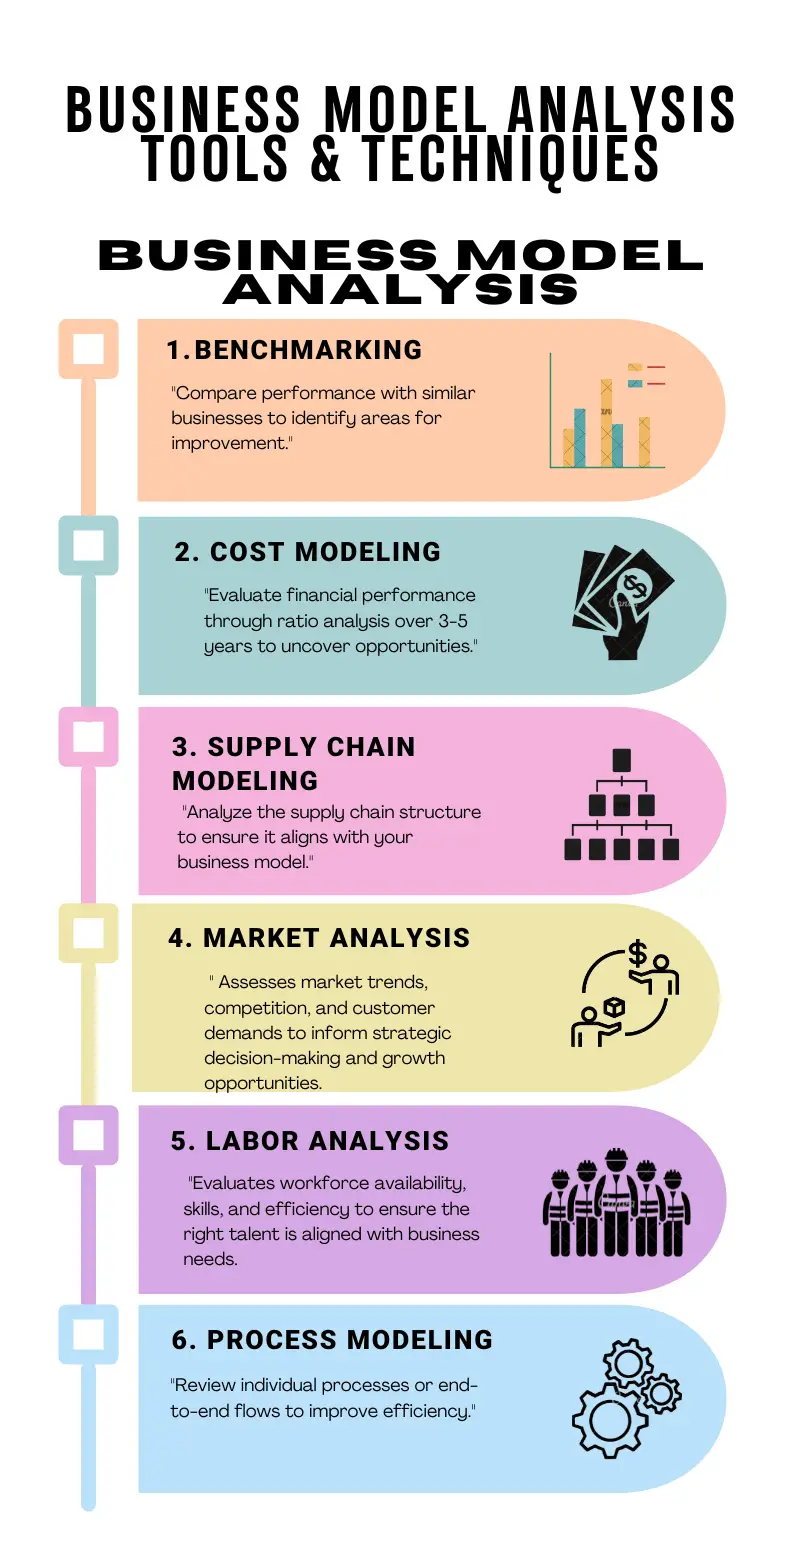 BUSINESS MODEL ANALYSIS
TOOLS & TECHNIQUES
BUSINESS MODEL
ANALYSIS
1. BENCHMARKING
"Compare performance with similar
businesses to identify areas for
improvement."
2. COST MODELING
"Evaluate financial performance
through ratio analysis over 3-5
years to uncover opportunities."
$
3. SUPPLY CHAIN
MODELING
"Analyze the supply chain structure
to ensure it aligns with your
business model."
4. MARKET ANALYSIS
" Assesses market trends,
competition, and customer
demands to inform strategic
decision-making and growth
opportunities.
$
5. LABOR ANALYSIS
"Evaluates workforce availability,
skills, and efficiency to ensure the
right talent is aligned with business
needs.
6. PROCESS MODELING
"Review individual processes or end-
to-end flows to improve efficiency."